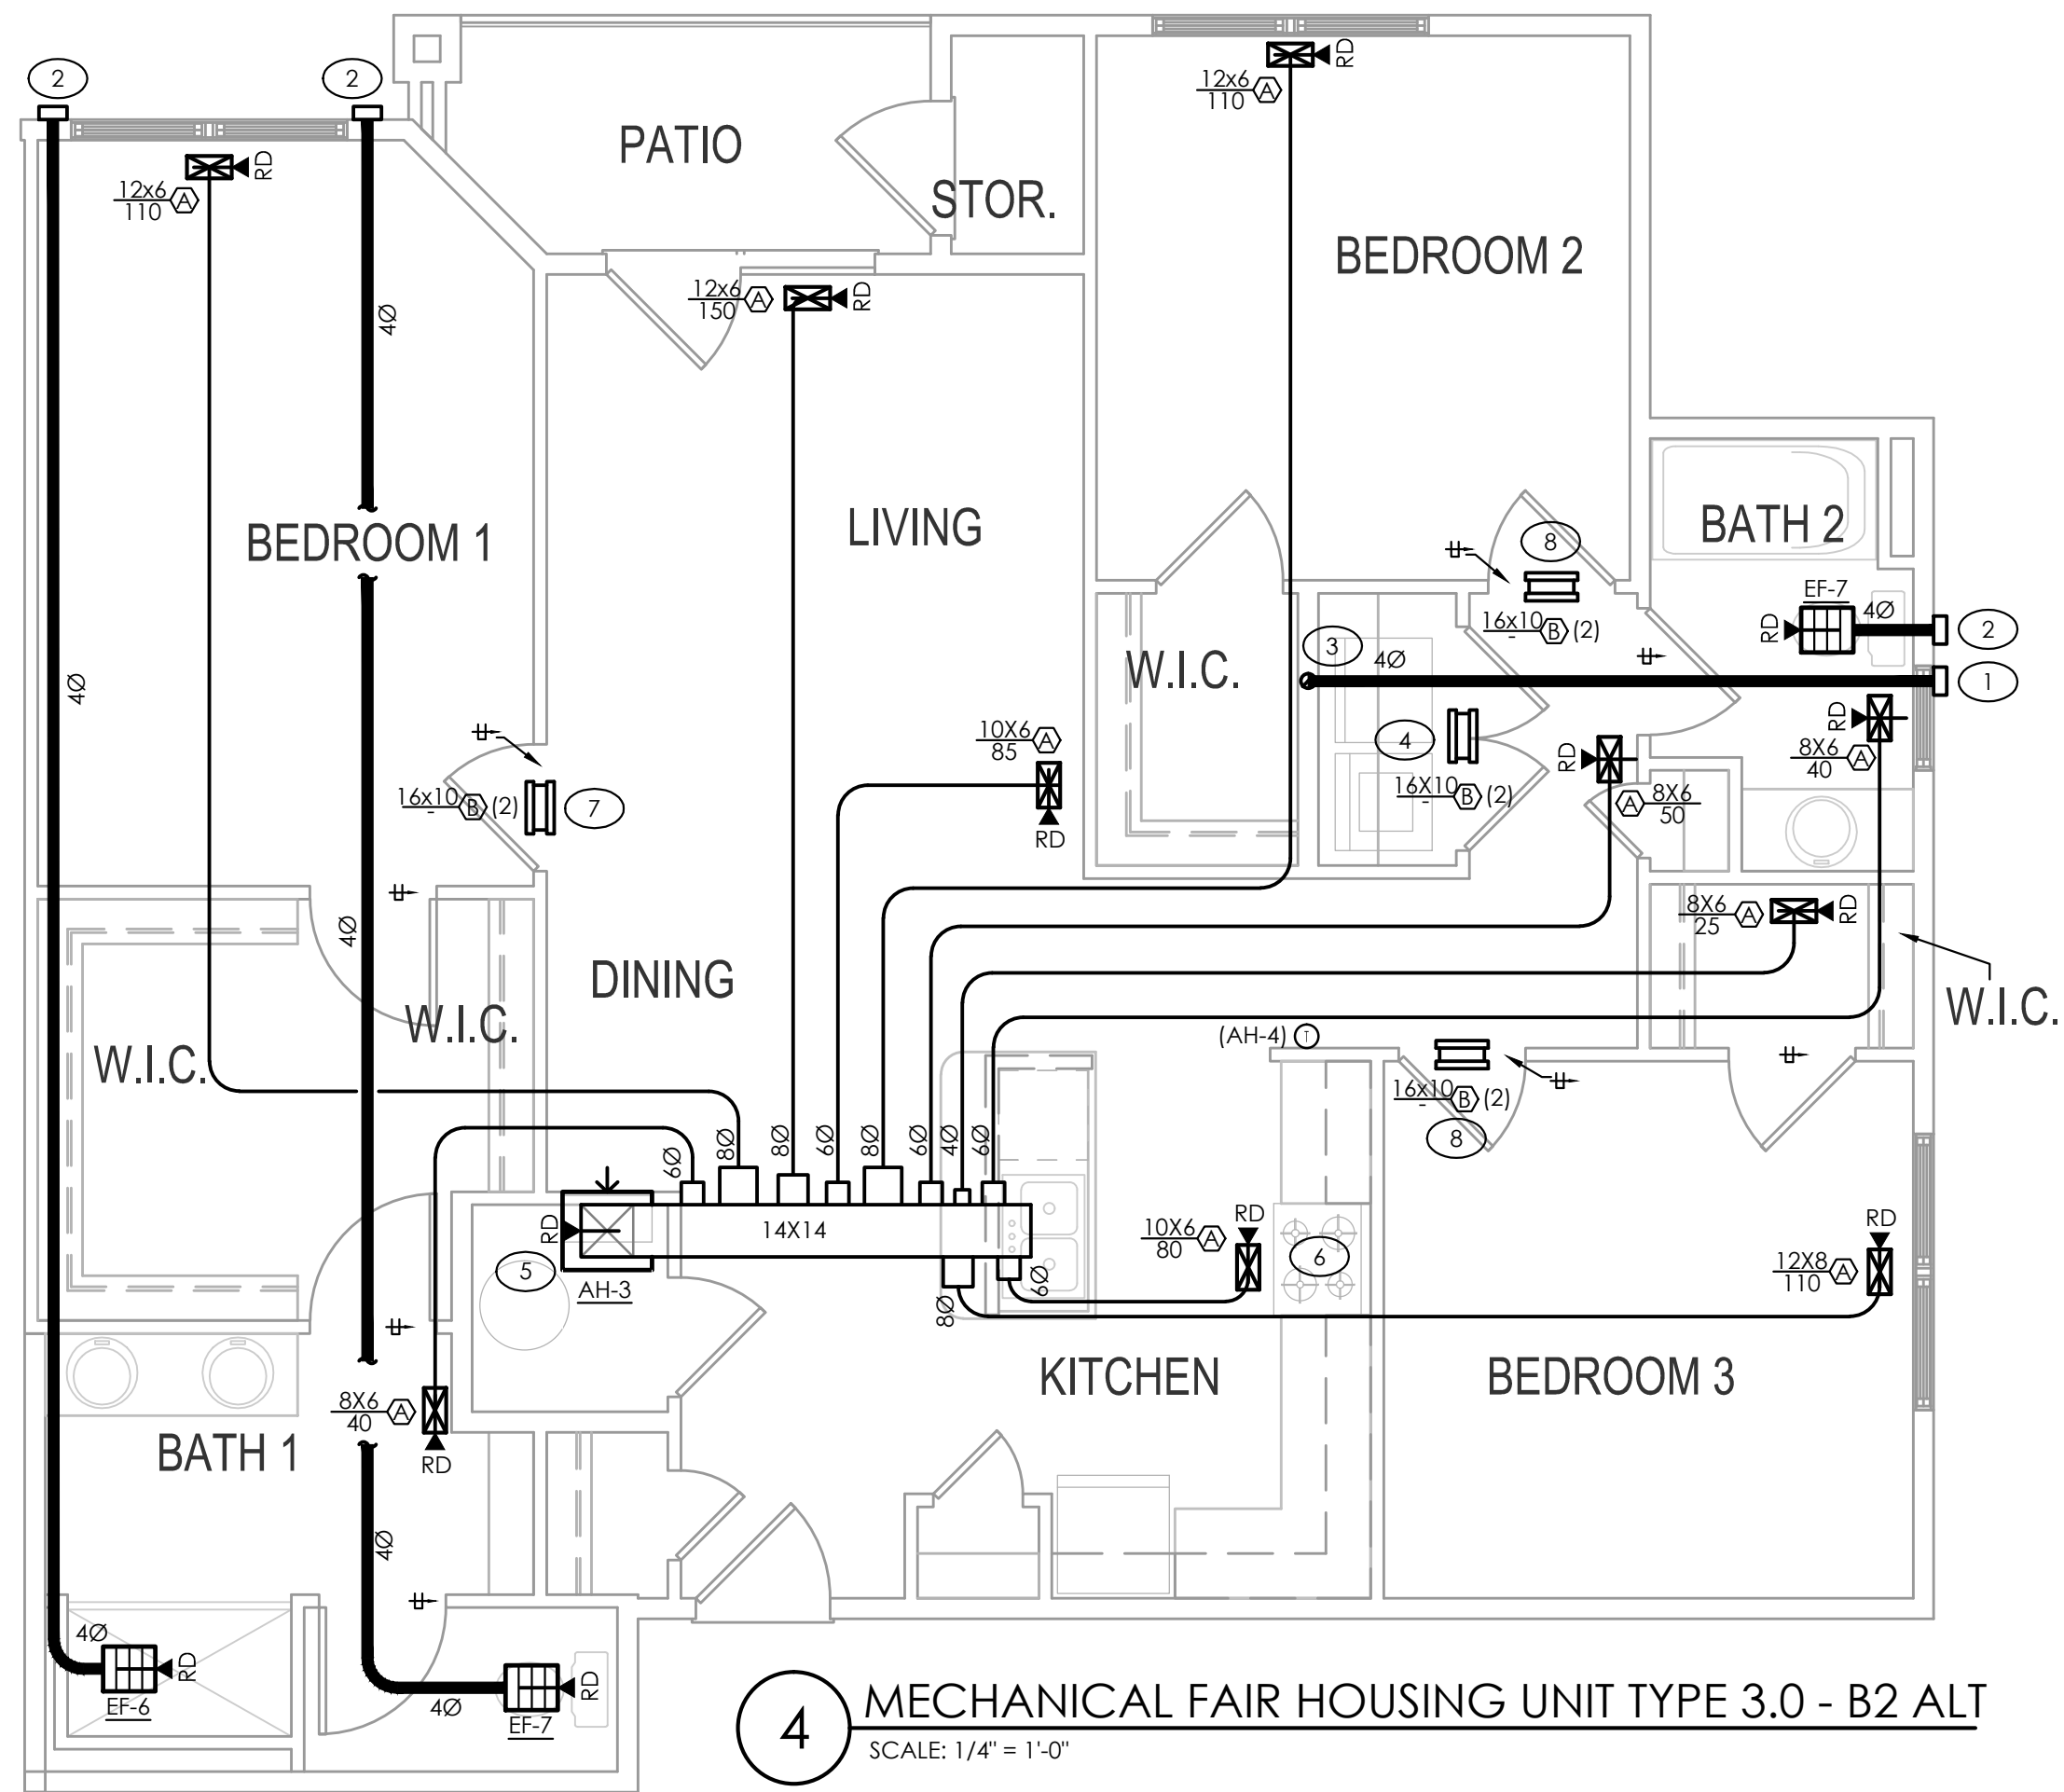 2
2
RD
12x6
110
A
PATIO
STOR.
RD
12x6
110
A
BEDROOM 2
RD
12x6
150
A
4Ø
BEDROOM 1
LIVING
8
16x10
-
B (2)
BATH 2
EF-7
RD
4Ø
2
1
3
4Ø
W.I.C.
4
16X10
-
B (2)
RD
A
8X6
50
RD
8X6
40
A
4Ø
10X6
85
A
RD
16x10
-
B (2)
7
8X6
25
A
RD
W.I.C.
4Ø
DINING
W.I.C.
W.I.C.
(AH-4) T
16x10
-
B (2)
8
6Ø
8Ø
8Ø
6Ø
8Ø
6Ø
4Ø
6Ø
RD
14X14
5
AH-3
8Ø
6Ø
10X6
80
A
RD
6
12X8
110
A
RD
KITCHEN
BEDROOM 3
8X6
40
A
RD
BATH 1
4Ø
4Ø
RD
EF-6
4Ø
RD
EF-7
4
MECHANICAL FAIR HOUSING UNIT TYPE 3.0 - B2 ALT
SCALE: 1/4" = 1'-0"